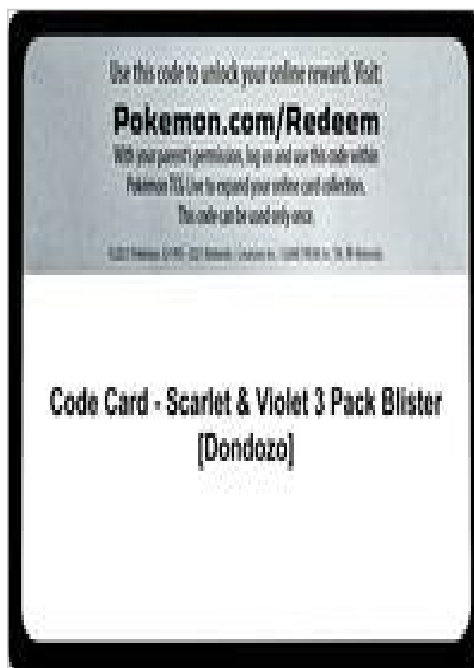 Use this code to unlock your online reward. Visit:
Pokemon.com/Redeem
With your parent's permission, log on and use this code within
Pokémon TCG Live to expand your online card collection.
This code can be used only once.
Code Card - Scarlet & Violet 3 Pack Blister
[Dondozo]